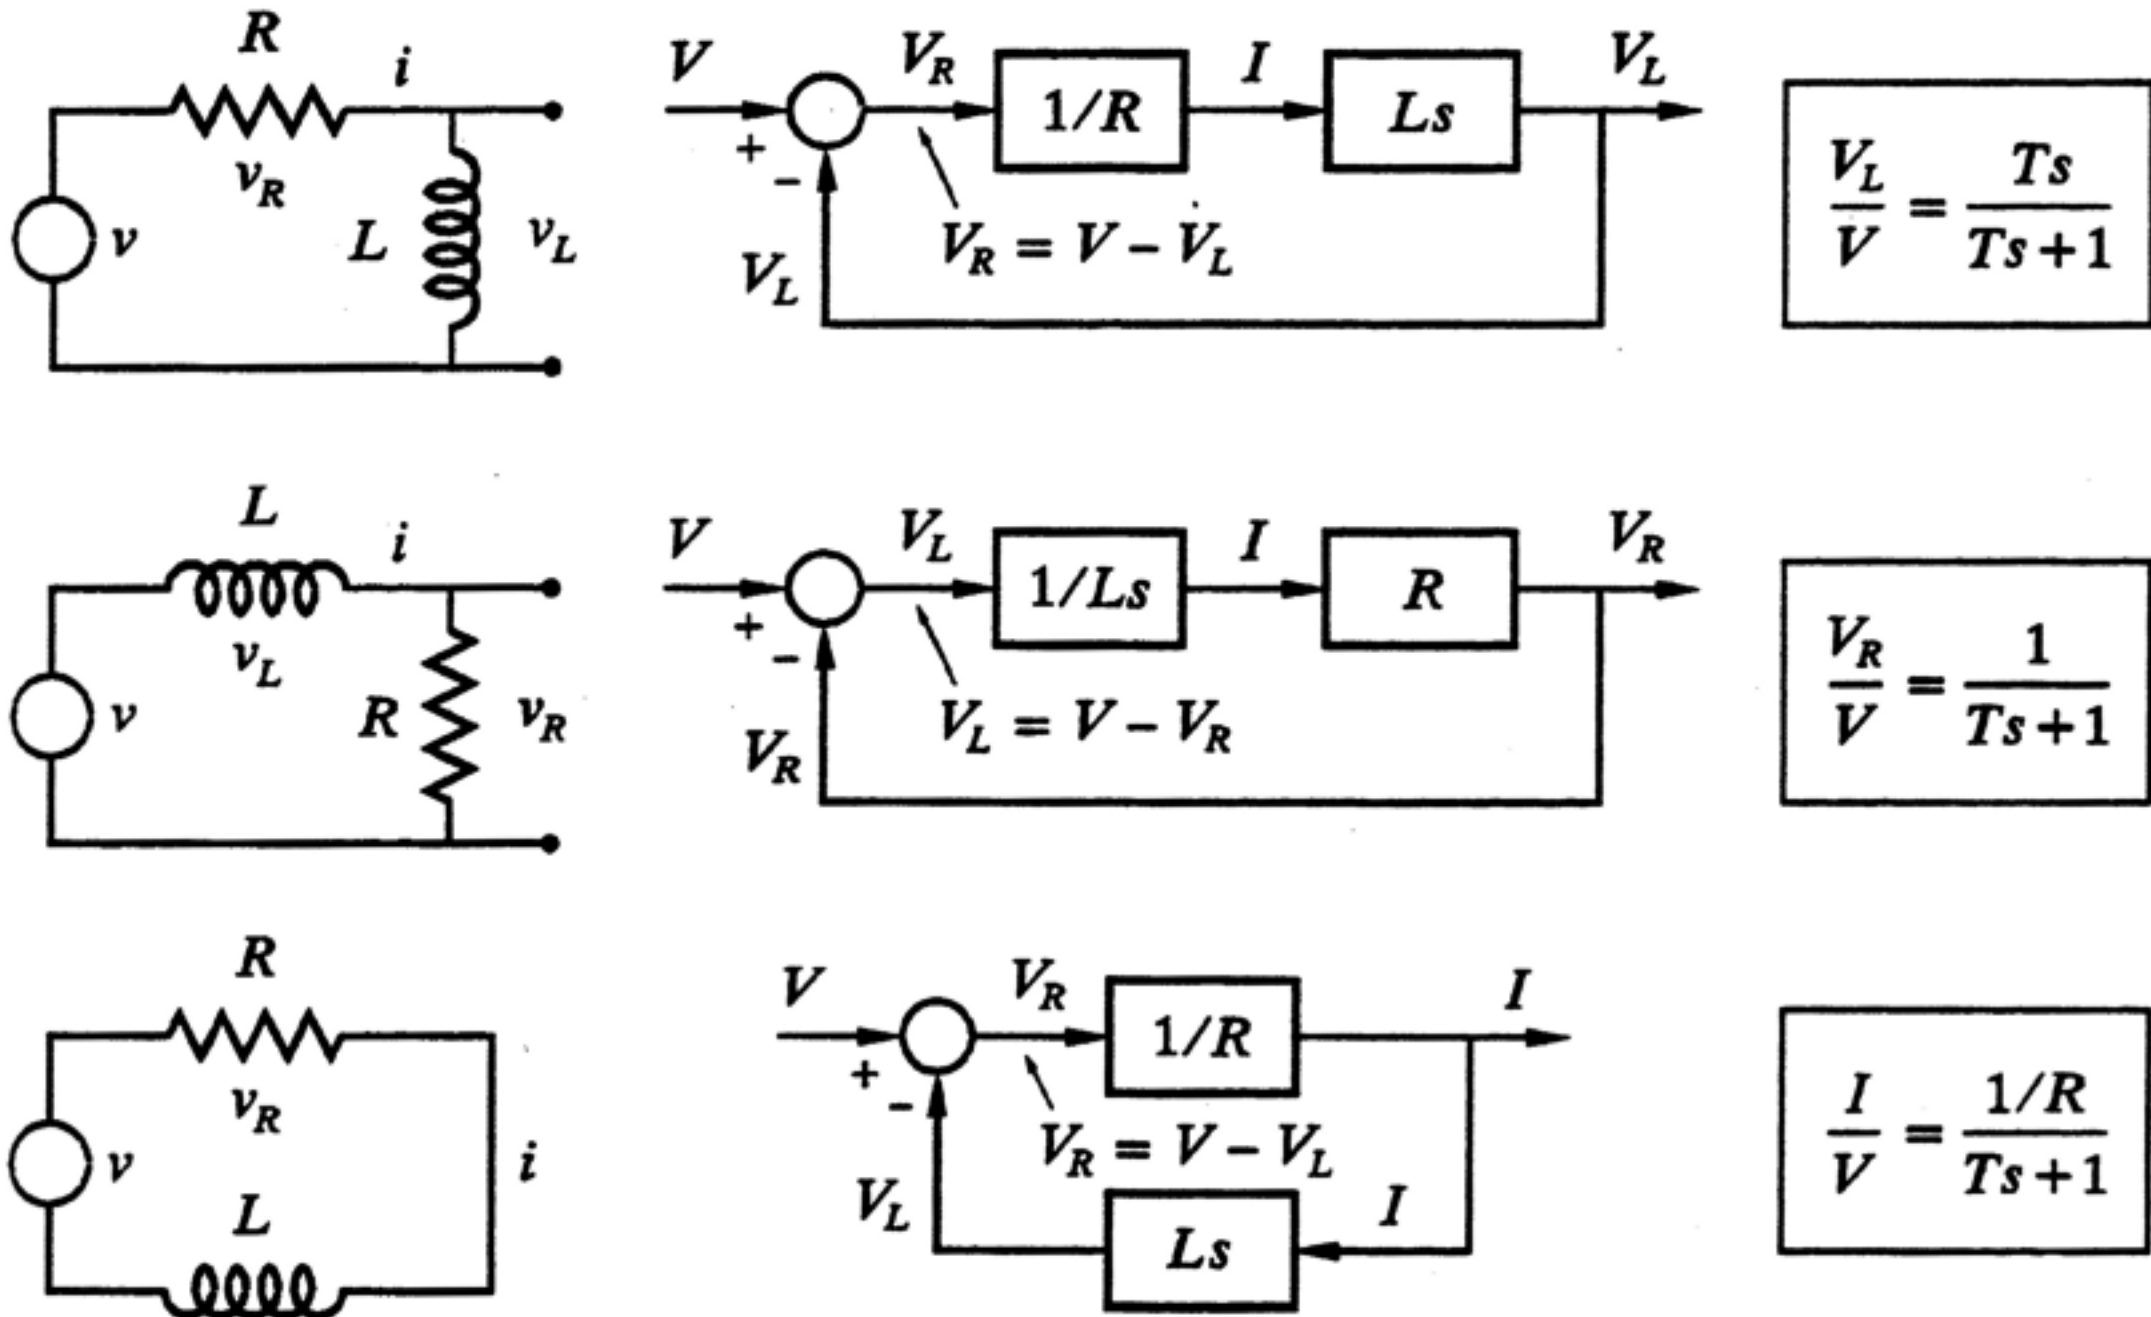 R
i
v_R
v
L
v_L
V
+
−
V_R
1/R
I
Ls
V_L
V_R = V − V_L
V_L
V_L/V = Ts/(Ts+1)
L
i
v_L
v
R
v_R
V
+
−
V_L
1/Ls
I
R
V_R
V_L = V − V_R
V_R
V_R/V = 1/(Ts+1)
R
v_R
v
i
L
V
+
−
V_R
1/R
I
V_R = V − V_L
V_L
Ls
I
I/V = (1/R)/(Ts+1)